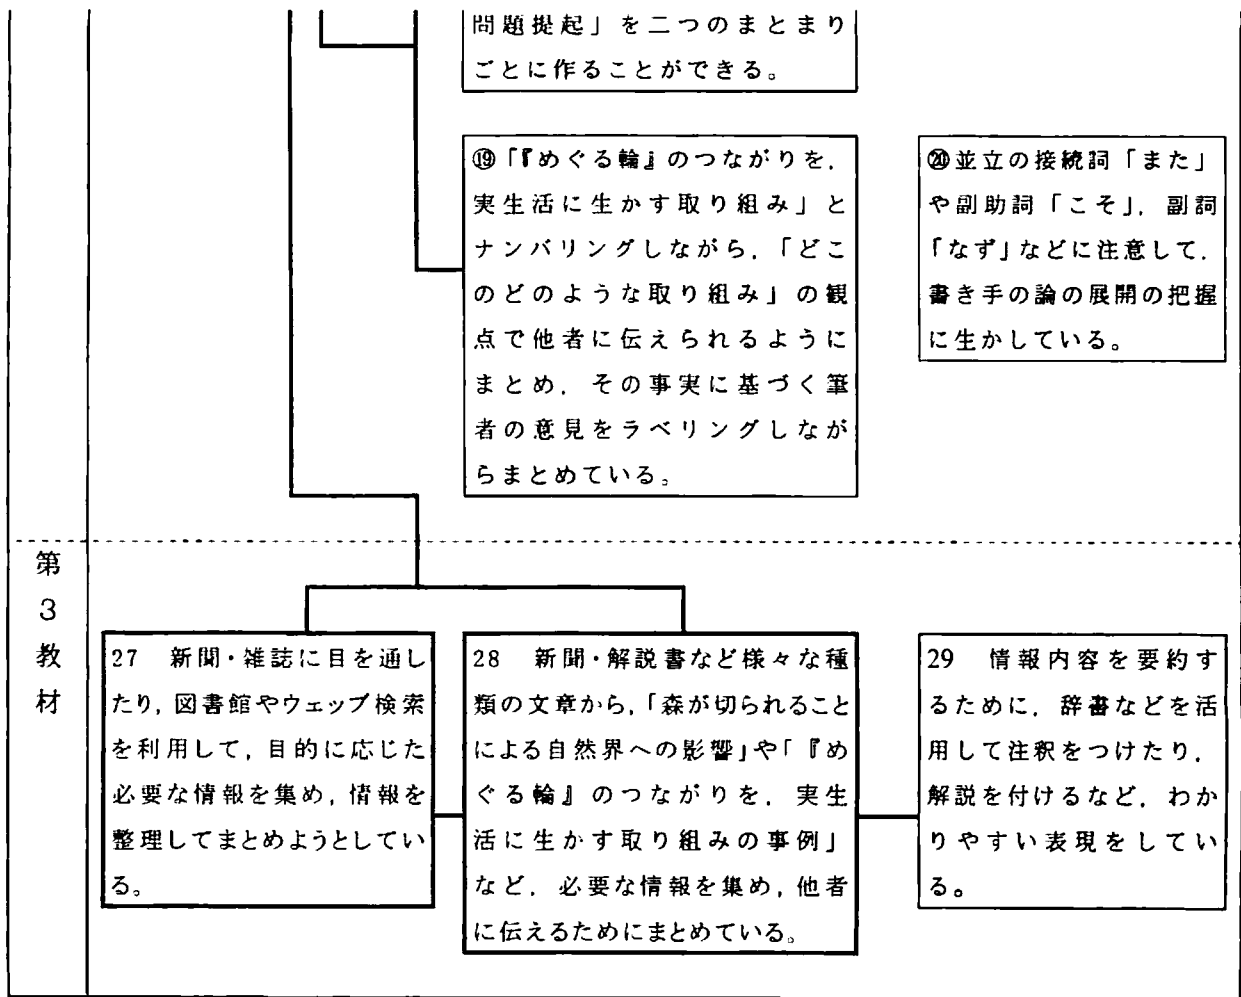 問題提起」を二つのまとまり
ごとに作ることができる。
⑲「『めぐる輪』のつながりを，
実生活に生かす取り組み」と
ナンバリングしながら，「どこ
のどのような取り組み」の観
点で他者に伝えられるように
まとめ，その事実に基づく筆
者の意見をラベリングしなが
らまとめている。
⑳並立の接続詞「また」
や副助詞「こそ」，副詞
「なず」などに注意して，
書き手の論の展開の把握
に生かしている。
第
3
教
材
27　新聞・雑誌に目を通し
たり，図書館やウェッブ検索
を利用して，目的に応じた
必要な情報を集め，情報を
整理してまとめようとしてい
る。
28　新聞・解説書など様々な種
類の文章から，「森が切られること
による自然界への影響」や「『め
ぐる輪』のつながりを，実生
活に生かす取り組みの事例」
など，必要な情報を集め，他者
に伝えるためにまとめている。
29　情報内容を要約す
るために，辞書などを活
用して注釈をつけたり，
解説を付けるなど，わか
りやすい表現をしてい
る。